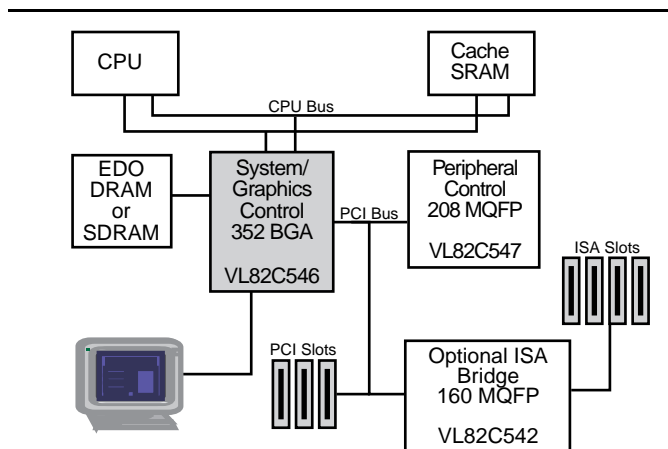 CPU
Cache
SRAM
CPU Bus
EDO
DRAM
or
SDRAM
System/
Graphics
Control
352 BGA
VL82C546
PCI Bus
Peripheral
Control
208 MQFP
VL82C547
ISA Slots
PCI Slots
Optional ISA
Bridge
160 MQFP
VL82C542